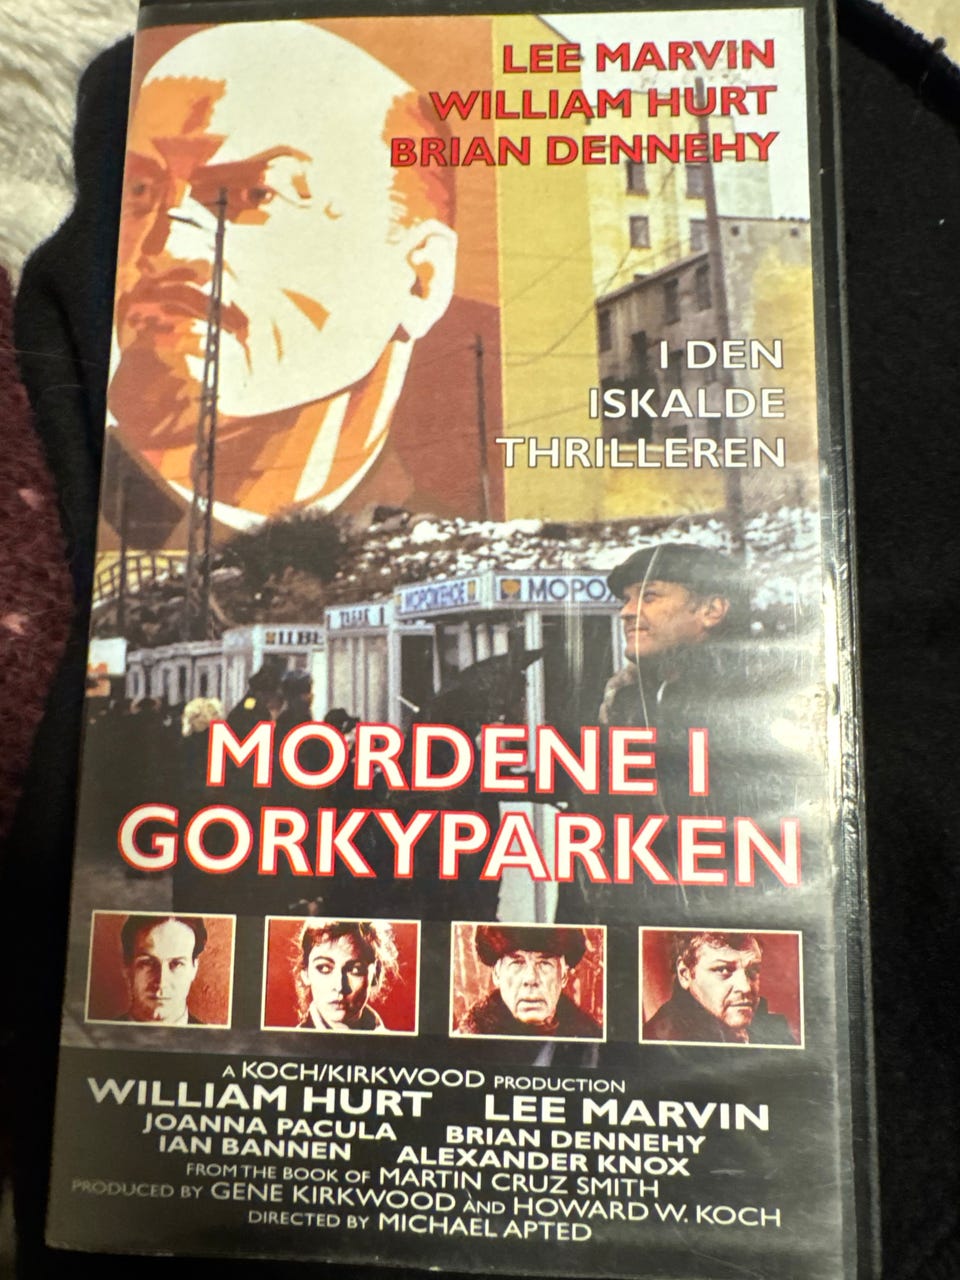 LEE MARVIN
WILLIAM HURT
BRIAN DENNEHY
I DEN
ISKALDE
THRILLEREN
МОРОЖЕНОЕ
МОРОЖ
MORDENE I
GORKYPARKEN
A KOCH/KIRKWOOD PRODUCTION
WILLIAM HURT LEE MARVIN
JOANNA PACULA BRIAN DENNEHY
IAN BANNEN ALEXANDER KNOX
FROM THE BOOK OF MARTIN CRUZ SMITH
PRODUCED BY GENE KIRKWOOD AND HOWARD W. KOCH
DIRECTED BY MICHAEL APTED